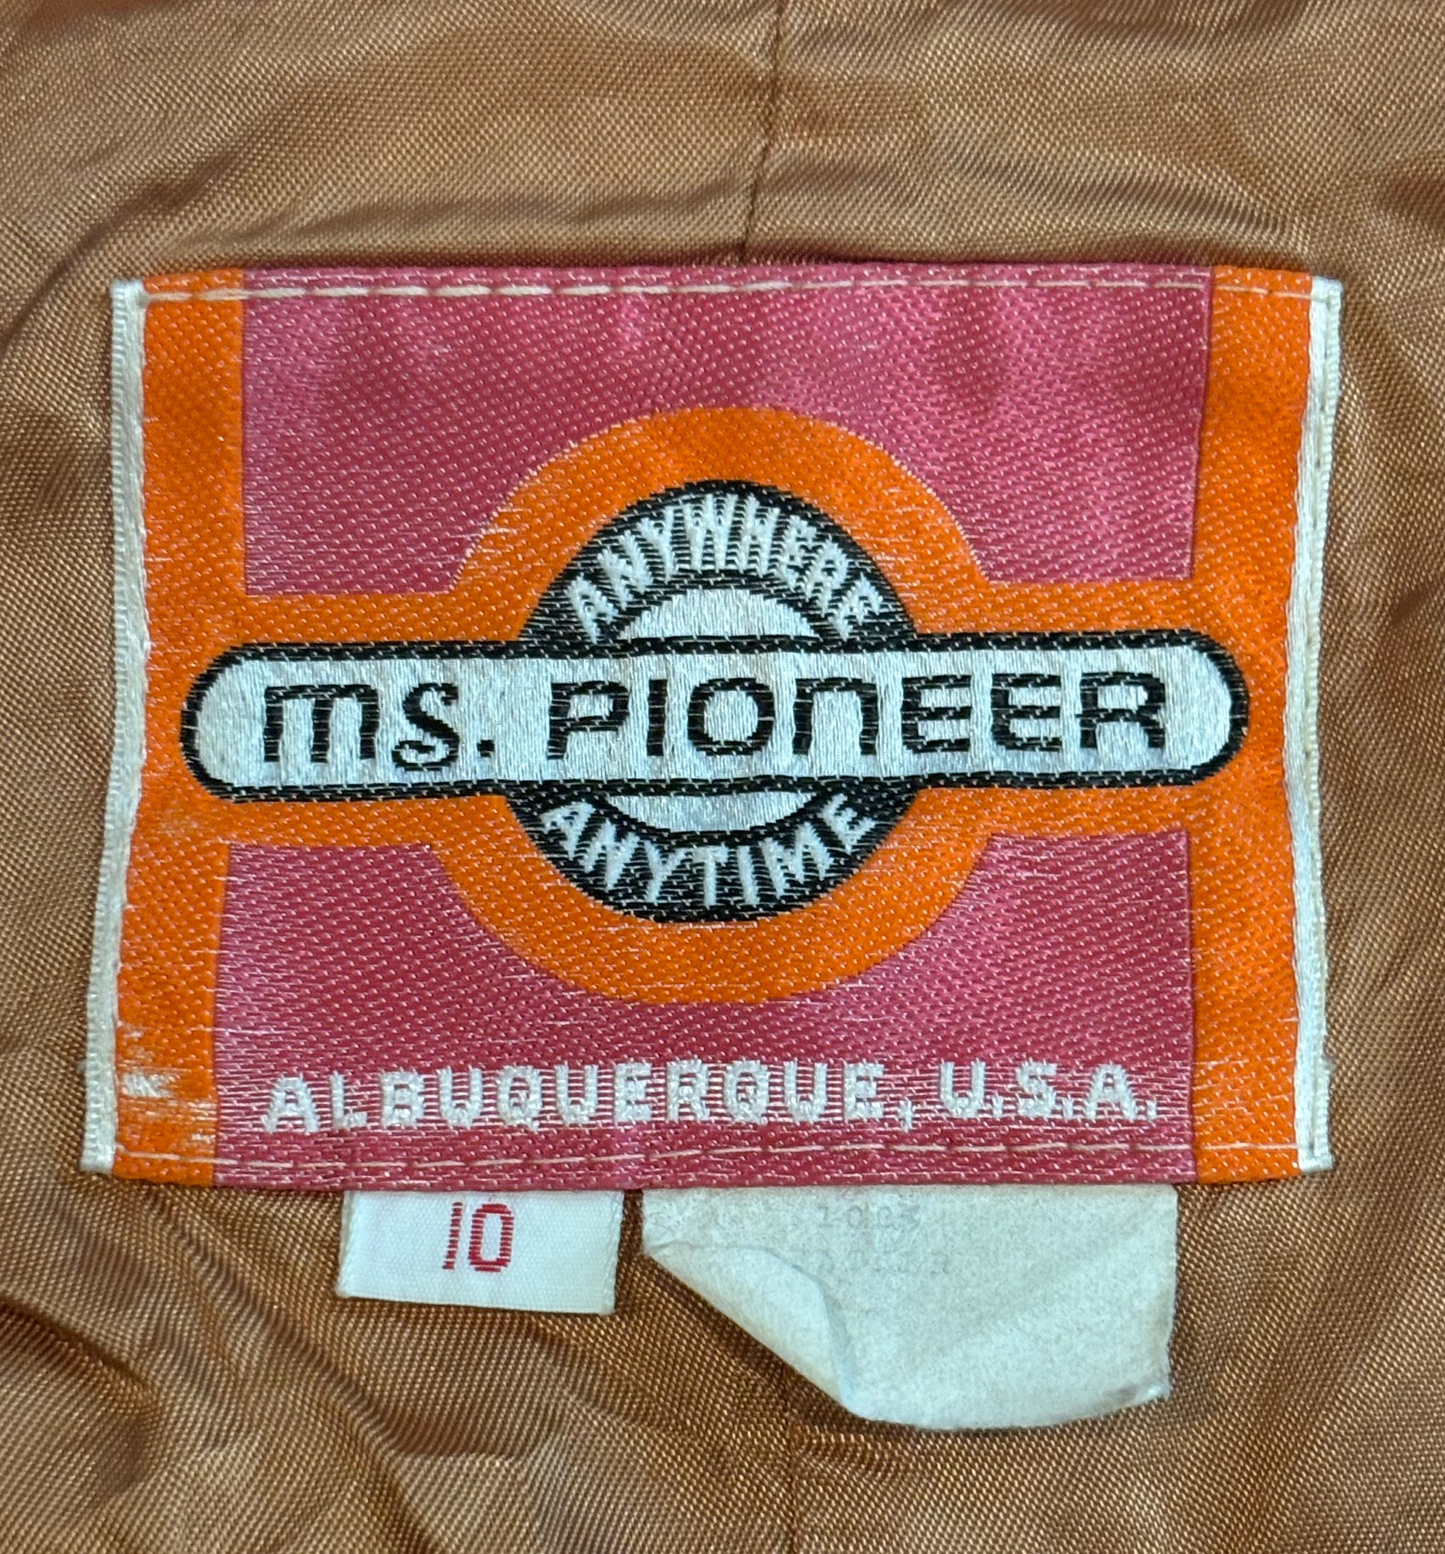 ANYWHERE
ms. PIONEER
ANYTIME
ALBUQUERQUE, U.S.A.
10